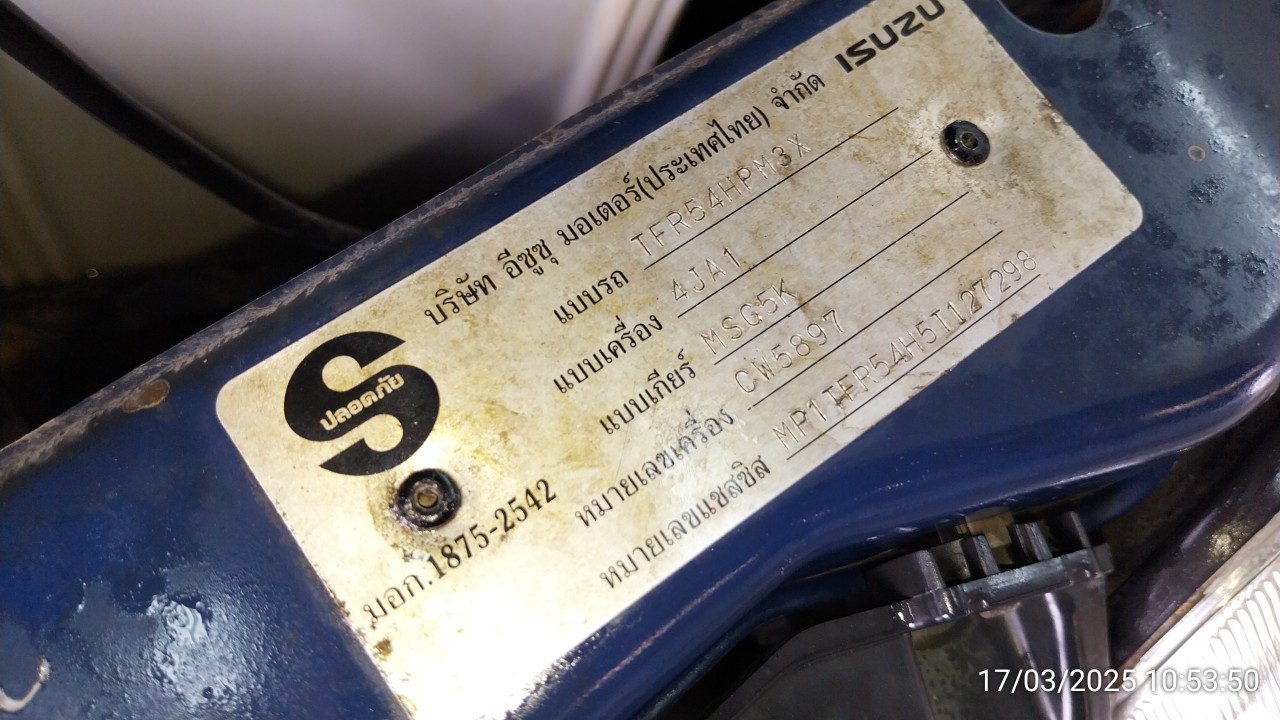 ISUZU
บริษัท อีซูซุ มอเตอร์(ประเทศไทย) จำกัด
แบบรถ TFR54HPM3X
แบบเครื่อง 4JA1
แบบเกียร์ MSG5K
หมายเลขเครื่อง CW5897
หมายเลขแชสซิส MP1TFR54H5T127298
S
ปลอดภัย
มอก.1875-2542
17/03/2025 10:53:50